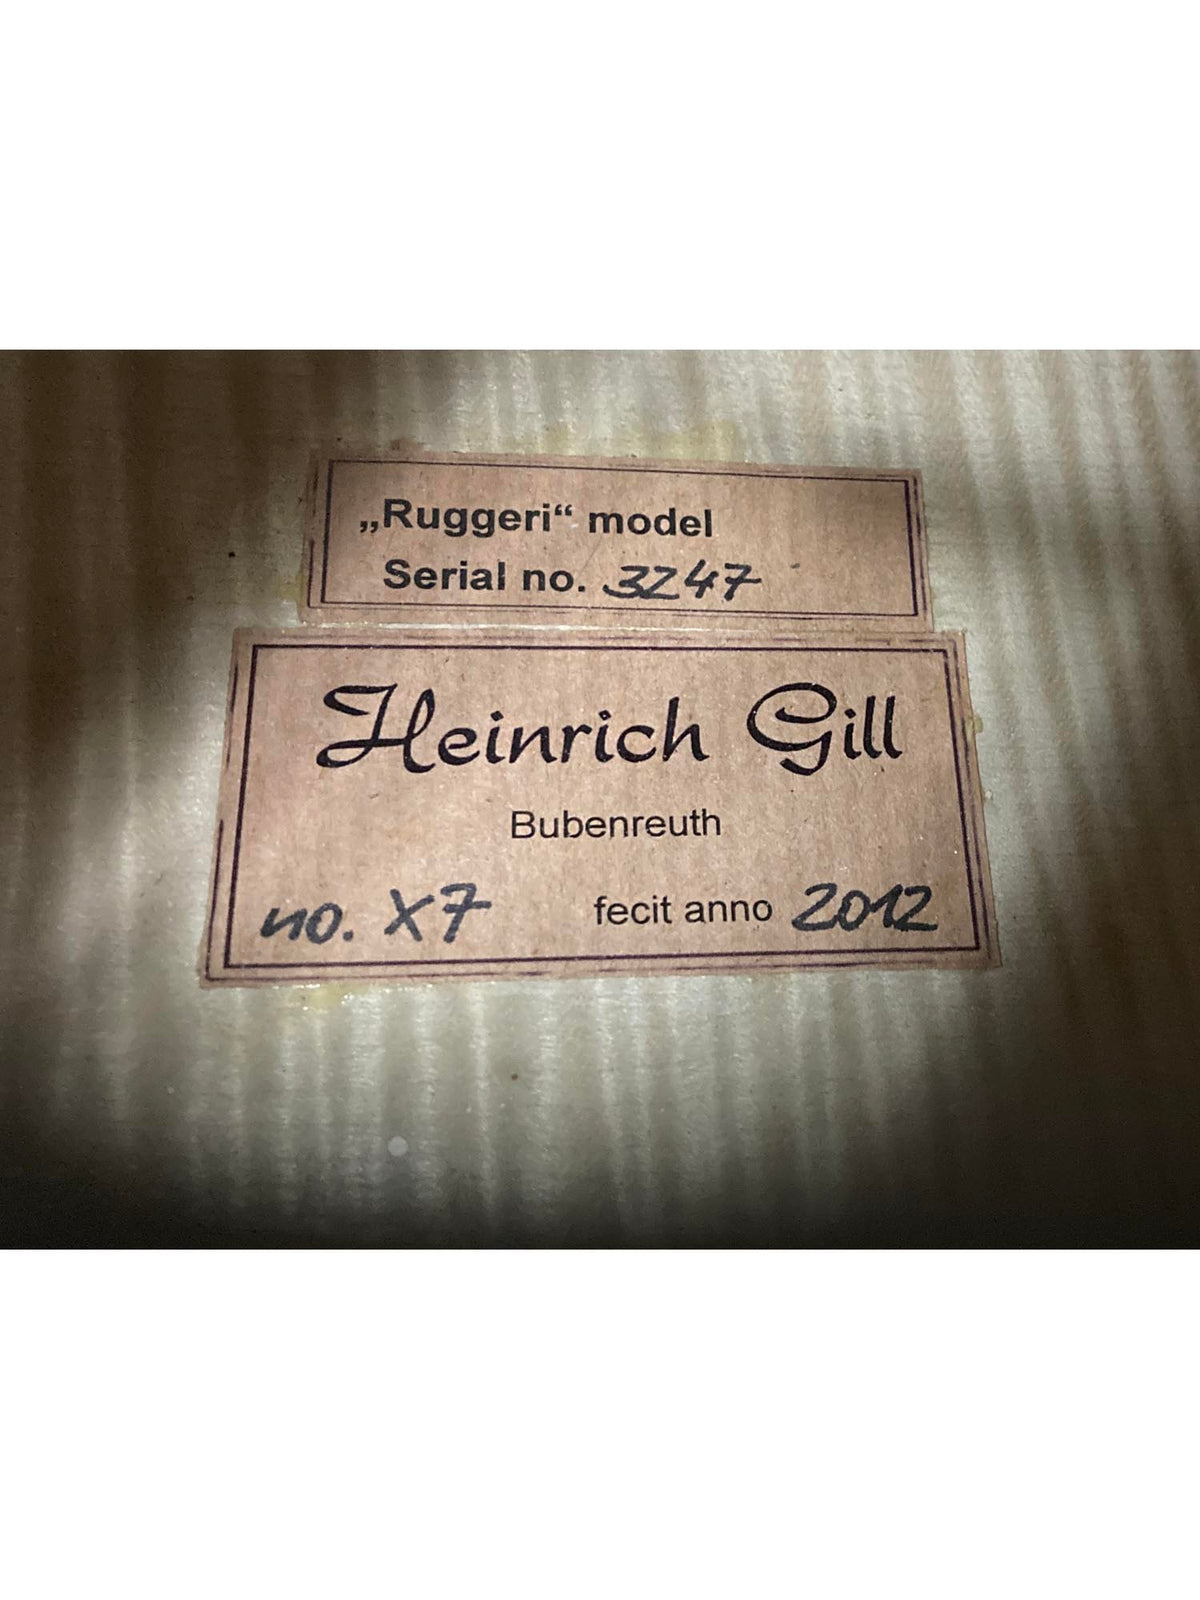 „Ruggeri“ model
Serial no. 3247
Heinrich Gill
Bubenreuth
no. X7 fecit anno 2012